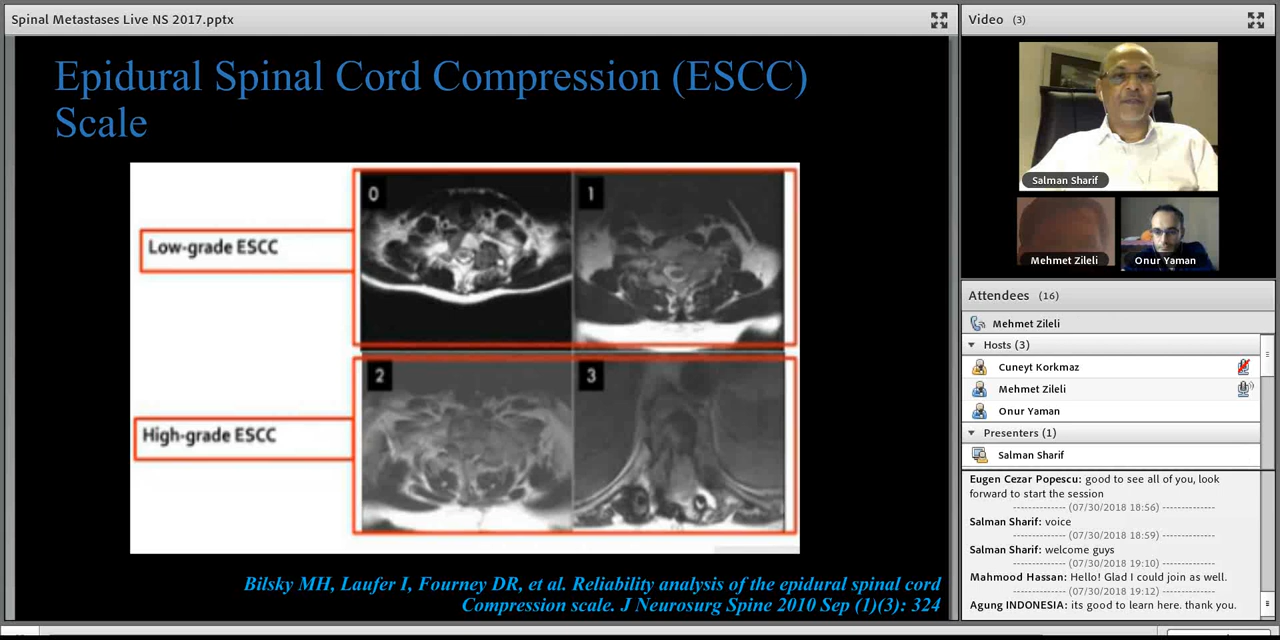 Spinal Metastases Live NS 2017.pptx
Epidural Spinal Cord Compression (ESCC)
Scale
Low-grade ESCC
0
1
High-grade ESCC
2
3
Bilsky MH, Laufer I, Fourney DR, et al. Reliability analysis of the epidural spinal cord
Compression scale. J Neurosurg Spine 2010 Sep (1)(3): 324
Video (3)
Salman Sharif
Mehmet Zileli
Onur Yaman
Attendees (16)
Mehmet Zileli
Hosts (3)
Cuneyt Korkmaz
Mehmet Zileli
Onur Yaman
Presenters (1)
Salman Sharif
Eugen Cezar Popescu: good to see all of you, look
forward to start the session
------------- (07/30/2018 18:56) -------------
Salman Sharif: voice
------------- (07/30/2018 18:59) -------------
Salman Sharif: welcome guys
------------- (07/30/2018 19:10) -------------
Mahmood Hassan: Hello! Glad I could join as well.
------------- (07/30/2018 19:12) -------------
Agung INDONESIA: its good to learn here. thank you.